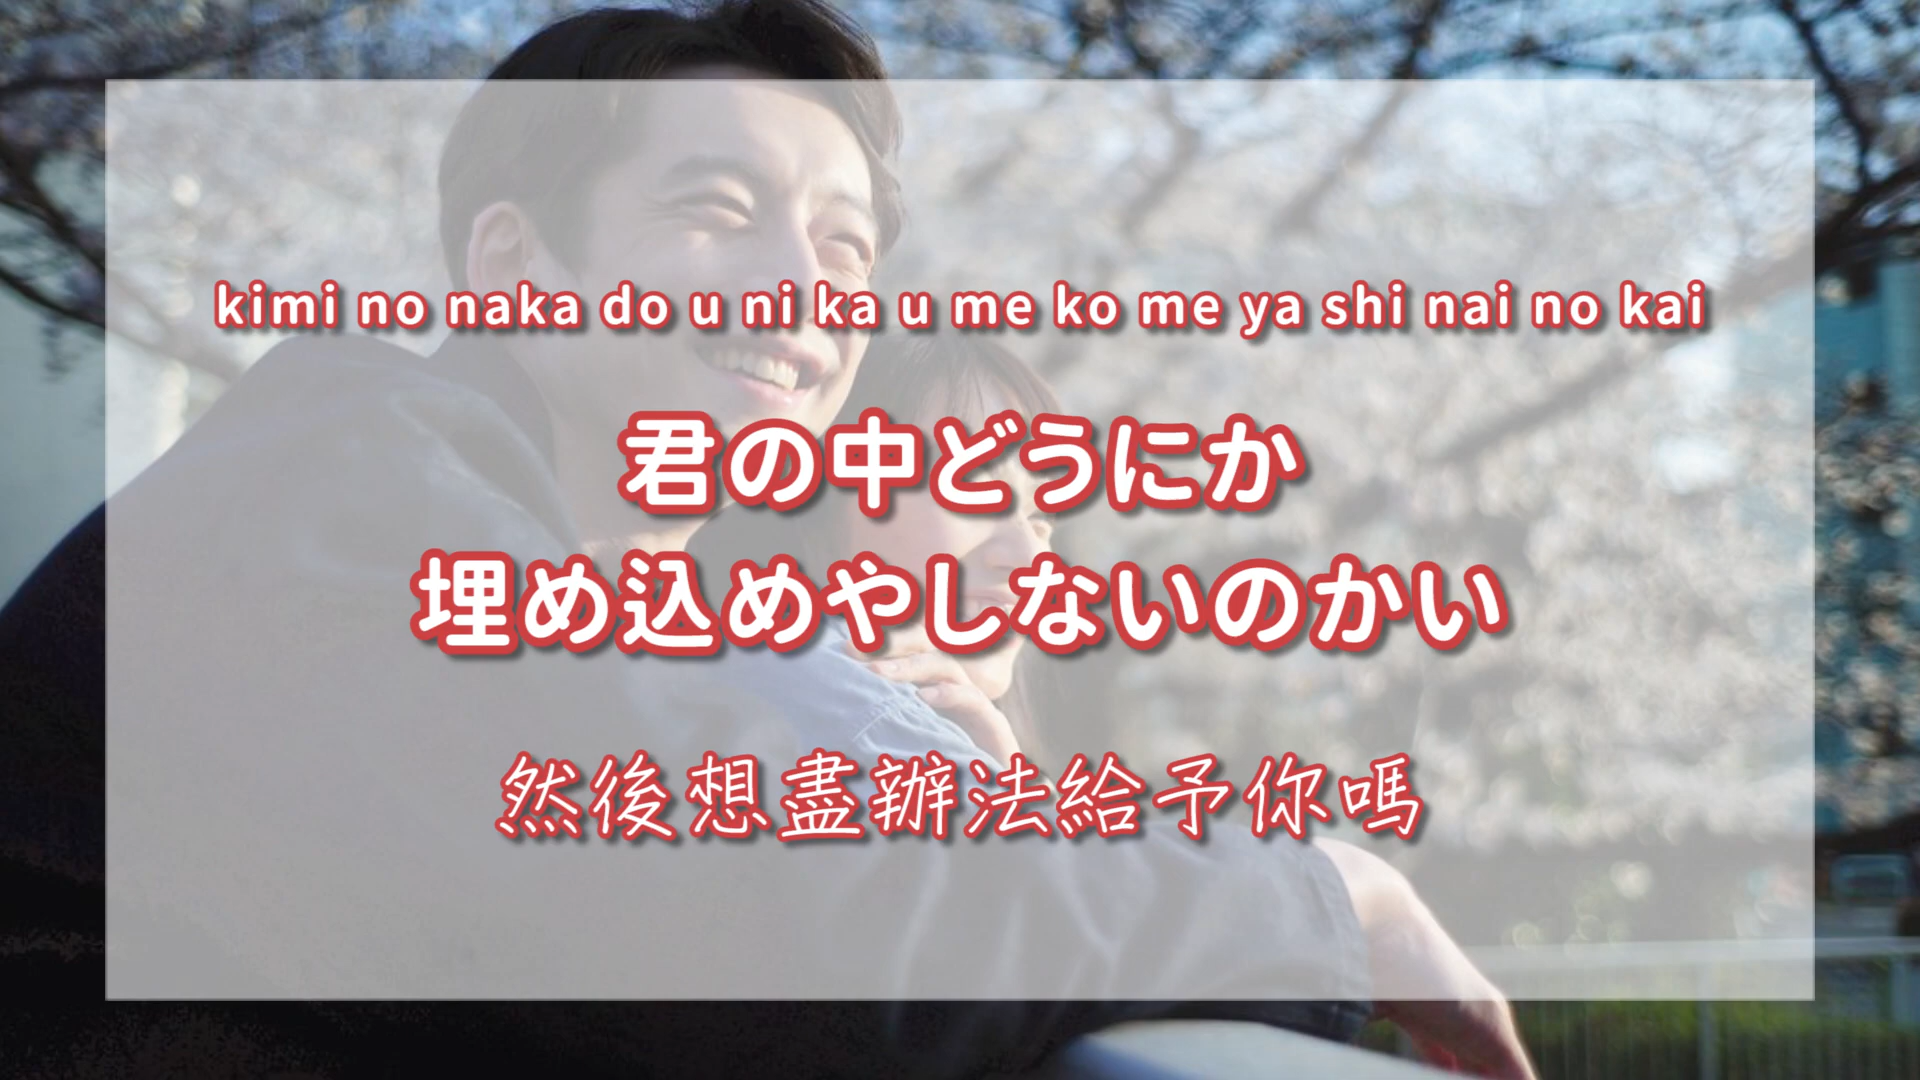 kimi no naka do u ni ka u me ko me ya shi nai no kai
君の中どうにか
埋め込めやしないのかい
然後想盡辦法給予你嗎